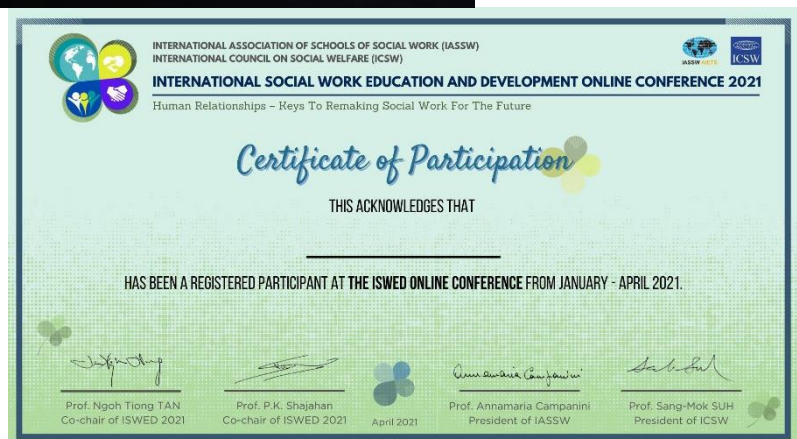 INTERNATIONAL ASSOCIATION OF SCHOOLS OF SOCIAL WORK (IASSW)
INTERNATIONAL COUNCIL ON SOCIAL WELFARE (ICSW)
IASSW AIETS
ICSW
INTERNATIONAL SOCIAL WORK EDUCATION AND DEVELOPMENT ONLINE CONFERENCE 2021
Human Relationships – Keys To Remaking Social Work For The Future
Certificate of Participation
THIS ACKNOWLEDGES THAT
HAS BEEN A REGISTERED PARTICIPANT AT THE ISWED ONLINE CONFERENCE FROM JANUARY - APRIL 2021.
Annamaria Campanini
Prof. Ngoh Tiong TAN
Co-chair of ISWED 2021
Prof. P.K. Shajahan
Co-chair of ISWED 2021
April 2021
Prof. Annamaria Campanini
President of IASSW
Prof. Sang-Mok SUH
President of ICSW